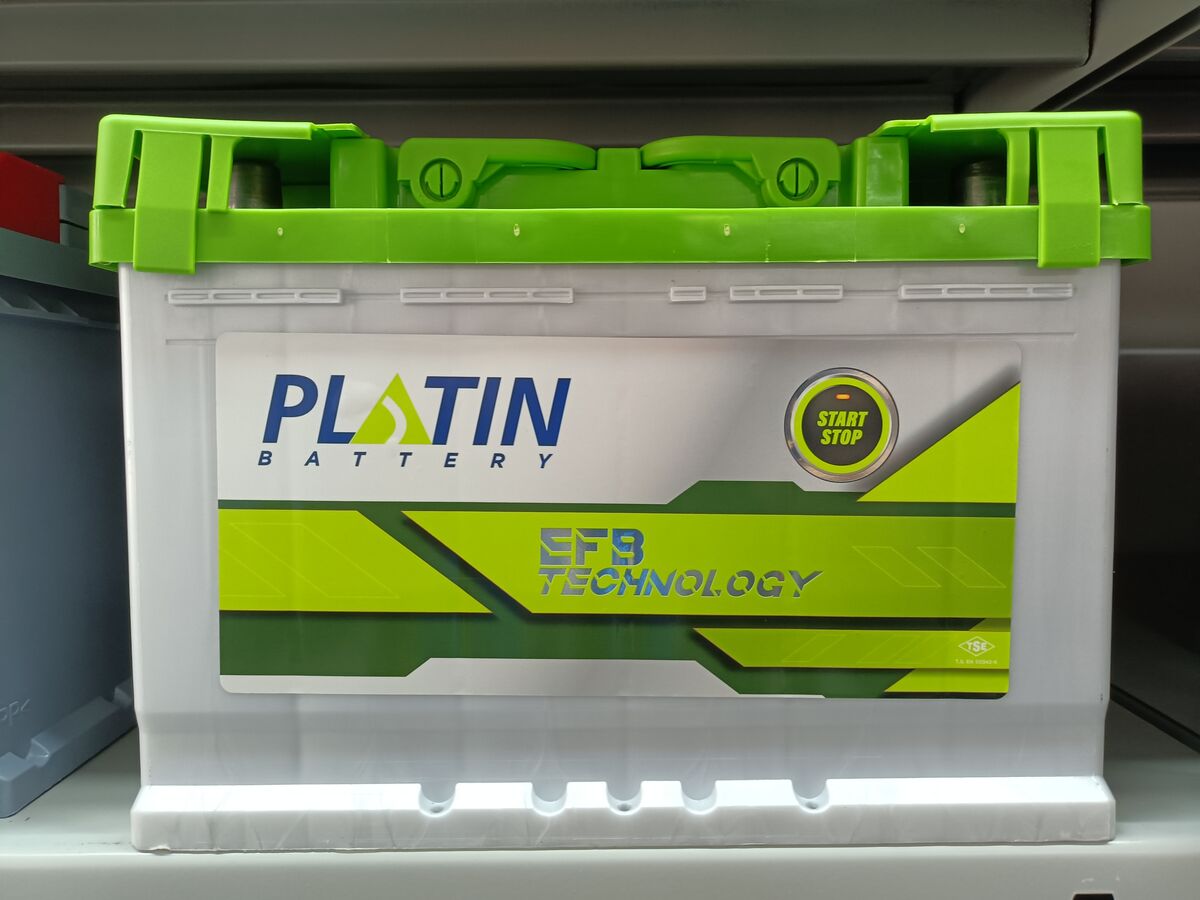 PLATIN
BATTERY
START
STOP
EFB
TECHNOLOGY
TSE